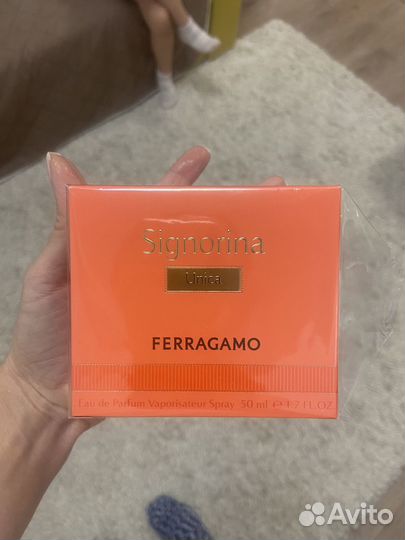 Signorina
Unica
FERRAGAMO
Eau de Parfum Vaporisateur Spray 50 ml ℮ 1.7 FL.OZ
Avito